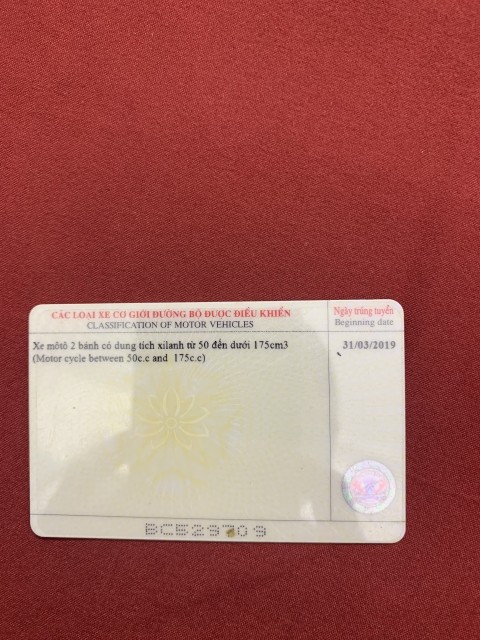 CÁC LOẠI XE CƠ GIỚI ĐƯỜNG BỘ ĐƯỢC ĐIỀU KHIỂN
CLASSIFICATION OF MOTOR VEHICLES
Ngày trúng tuyển
Beginning date
Xe môtô 2 bánh có dung tích xilanh từ 50 đến dưới 175cm3
(Motor cycle between 50c.c and 175c.c)
31/03/2019
BC529709